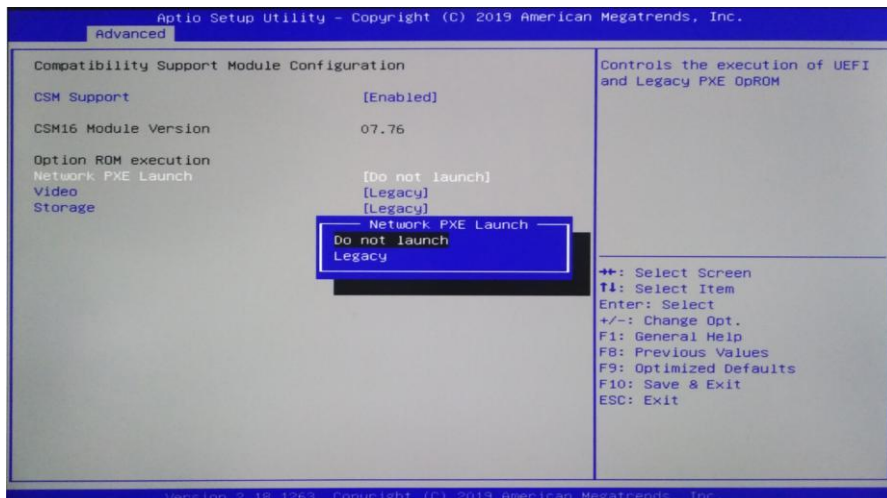 Aptio Setup Utility – Copyright (C) 2019 American Megatrends, Inc.
Advanced
Compatibility Support Module Configuration
CSM Support [Enabled]
CSM16 Module Version 07.76
Option ROM execution
Network PXE Launch [Do not launch]
Video [Legacy]
Storage [Legacy]
Network PXE Launch
Do not launch
Legacy
Controls the execution of UEFI
and Legacy PXE OpROM
→←: Select Screen
↑↓: Select Item
Enter: Select
+/-: Change Opt.
F1: General Help
F8: Previous Values
F9: Optimized Defaults
F10: Save & Exit
ESC: Exit
Version 2.18.1263. Copyright (C) 2019 American Megatrends, Inc.